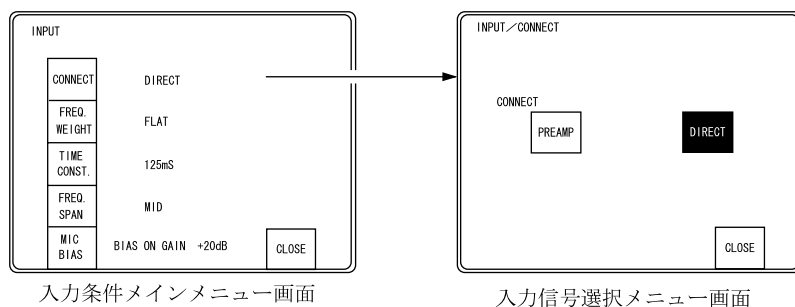 INPUT
CONNECT DIRECT
FREQ. WEIGHT FLAT
TIME CONST. 125mS
FREQ. SPAN MID
MIC BIAS BIAS ON GAIN +20dB
CLOSE
入力条件メインメニュー画面
INPUT／CONNECT
CONNECT
PREAMP DIRECT
CLOSE
入力信号選択メニュー画面